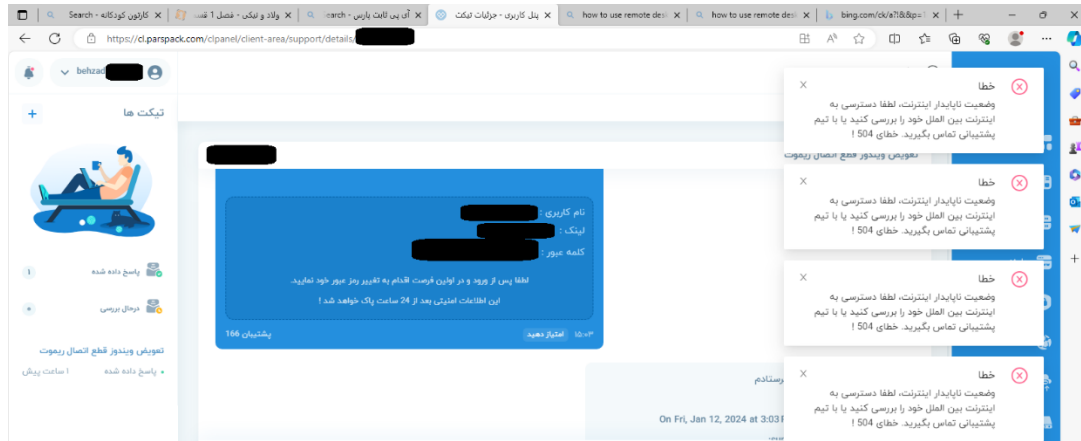 کارتون کودکانه - Search
ولاد و نیکی - فصل 1 قسـ
آی پی ثابت پارس - Search
پنل کاربری - جزئیات تیکت
how to use remote desk
how to use remote desk
bing.com/ck/a?!&&p=
https://cl.parspack.com/clpanel/client-area/support/details/
behzad
تیکت ها
پاسخ داده شده
۱
درحال بررسی
۰
تعویض ویندوز قطع اتصال ریموت
پاسخ داده شده
۱ ساعت پیش
تعویض ویندوز قطع اتصال ریموت
نام کاربری :
لینک :
کلمه عبور :
لطفا پس از ورود و در اولین فرصت اقدام به تغییر رمز عبور خود نمایید.
این اطلاعات امنیتی بعد از 24 ساعت پاک خواهد شد !
پشتیبان 166
امتیاز دهید
۱۵:۰۳
رستادم
On Fri, Jan 12, 2024 at 3:03
خطا
وضعیت ناپایدار اینترنت، لطفا دسترسی به
اینترنت بین الملل خود را بررسی کنید یا با تیم
پشتیبانی تماس بگیرید. خطای 504 !
خطا
وضعیت ناپایدار اینترنت، لطفا دسترسی به
اینترنت بین الملل خود را بررسی کنید یا با تیم
پشتیبانی تماس بگیرید. خطای 504 !
خطا
وضعیت ناپایدار اینترنت، لطفا دسترسی به
اینترنت بین الملل خود را بررسی کنید یا با تیم
پشتیبانی تماس بگیرید. خطای 504 !
خطا
وضعیت ناپایدار اینترنت، لطفا دسترسی به
اینترنت بین الملل خود را بررسی کنید یا با تیم
پشتیبانی تماس بگیرید. خطای 504 !